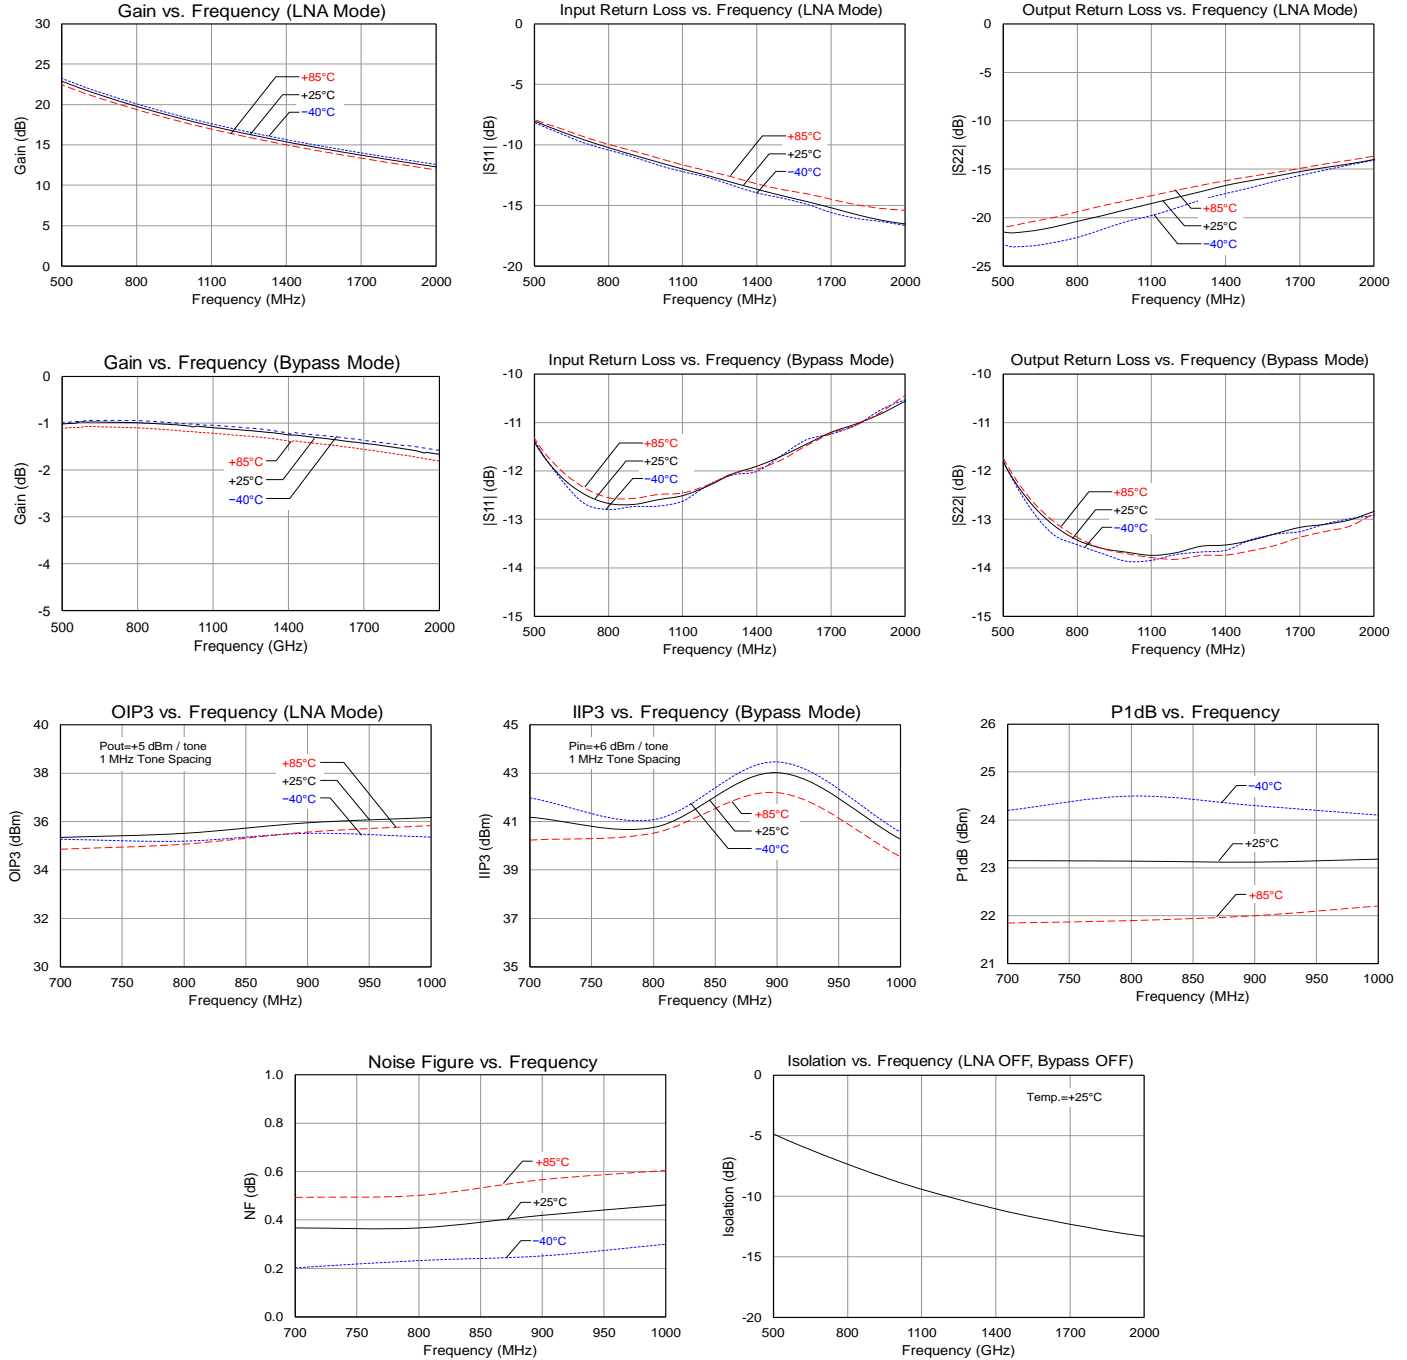 Gain vs. Frequency (LNA Mode)
30
25
20
15
10
5
0
Gain (dB)
+85°C
+25°C
−40°C
500 800 1100 1400 1700 2000
Frequency (MHz)
Input Return Loss vs. Frequency (LNA Mode)
0
-5
-10
-15
-20
|S11| (dB)
+85°C
+25°C
−40°C
500 800 1100 1400 1700 2000
Frequency (MHz)
Output Return Loss vs. Frequency (LNA Mode)
0
-5
-10
-15
-20
-25
|S22| (dB)
+85°C
+25°C
−40°C
500 800 1100 1400 1700 2000
Frequency (MHz)
Gain vs. Frequency (Bypass Mode)
0
-1
-2
-3
-4
-5
Gain (dB)
+85°C
+25°C
−40°C
500 800 1100 1400 1700 2000
Frequency (GHz)
Input Return Loss vs. Frequency (Bypass Mode)
-10
-11
-12
-13
-14
-15
|S11| (dB)
+85°C
+25°C
−40°C
500 800 1100 1400 1700 2000
Frequency (MHz)
Output Return Loss vs. Frequency (Bypass Mode)
-10
-11
-12
-13
-14
-15
|S22| (dB)
+85°C
+25°C
−40°C
500 800 1100 1400 1700 2000
Frequency (MHz)
OIP3 vs. Frequency (LNA Mode)
40
38
36
34
32
30
OIP3 (dBm)
Pout=+5 dBm / tone
1 MHz Tone Spacing
+85°C
+25°C
−40°C
700 750 800 850 900 950 1000
Frequency (MHz)
IIP3 vs. Frequency (Bypass Mode)
45
43
41
39
37
35
IIP3 (dBm)
Pin=+6 dBm / tone
1 MHz Tone Spacing
+85°C
+25°C
−40°C
700 750 800 850 900 950 1000
Frequency (MHz)
P1dB vs. Frequency
26
25
24
23
22
21
P1dB (dBm)
−40°C
+25°C
+85°C
700 750 800 850 900 950 1000
Frequency (MHz)
Noise Figure vs. Frequency
1.0
0.8
0.6
0.4
0.2
0.0
NF (dB)
+85°C
+25°C
−40°C
700 750 800 850 900 950 1000
Frequency (MHz)
Isolation vs. Frequency (LNA OFF, Bypass OFF)
0
-5
-10
-15
-20
Isolation (dB)
Temp.=+25°C
500 800 1100 1400 1700 2000
Frequency (GHz)